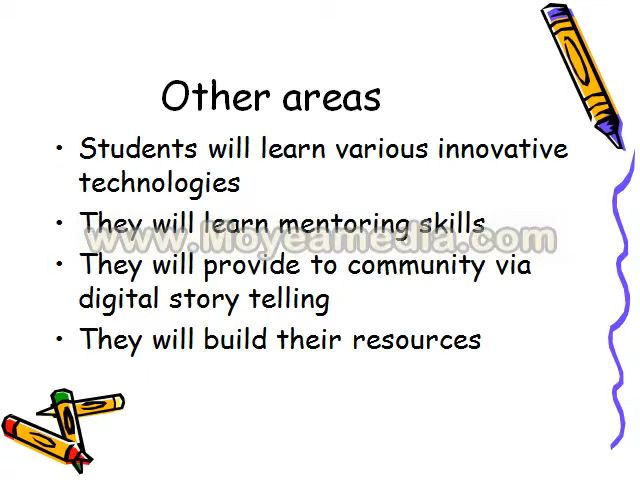 Other areas
• Students will learn various innovative
technologies
• They will learn mentoring skills
www.Moyeamedia.com
• They will provide to community via
digital story telling
• They will build their resources